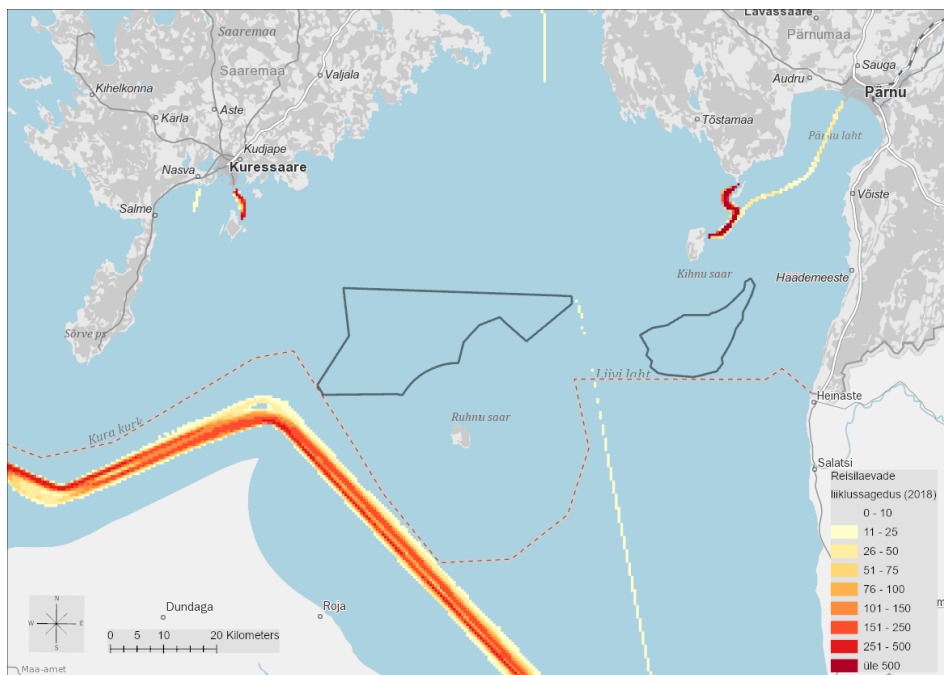 Lavassaare
Pärnumaa
Saaremaa
Sauga
Saaremaa
Valjala
Audru
Pärnu
Kihelkonna
Aste
Kärla
Tõstamaa
Pärnu laht
Kudjape
Kuressaare
Nasva
Võiste
Salme
Kihnu saar
Häädemeeste
Sõrve ps
Liivi laht
Heinaste
Ruhnu saar
Kura kurk
Salatsi
Reisilaevade
liiklussagedus (2018)
0 - 10
11 - 25
26 - 50
51 - 75
76 - 100
101 - 150
151 - 250
251 - 500
üle 500
N
W E
S
Dundaga
Roja
0 5 10 20 Kilometers
Maa-amet